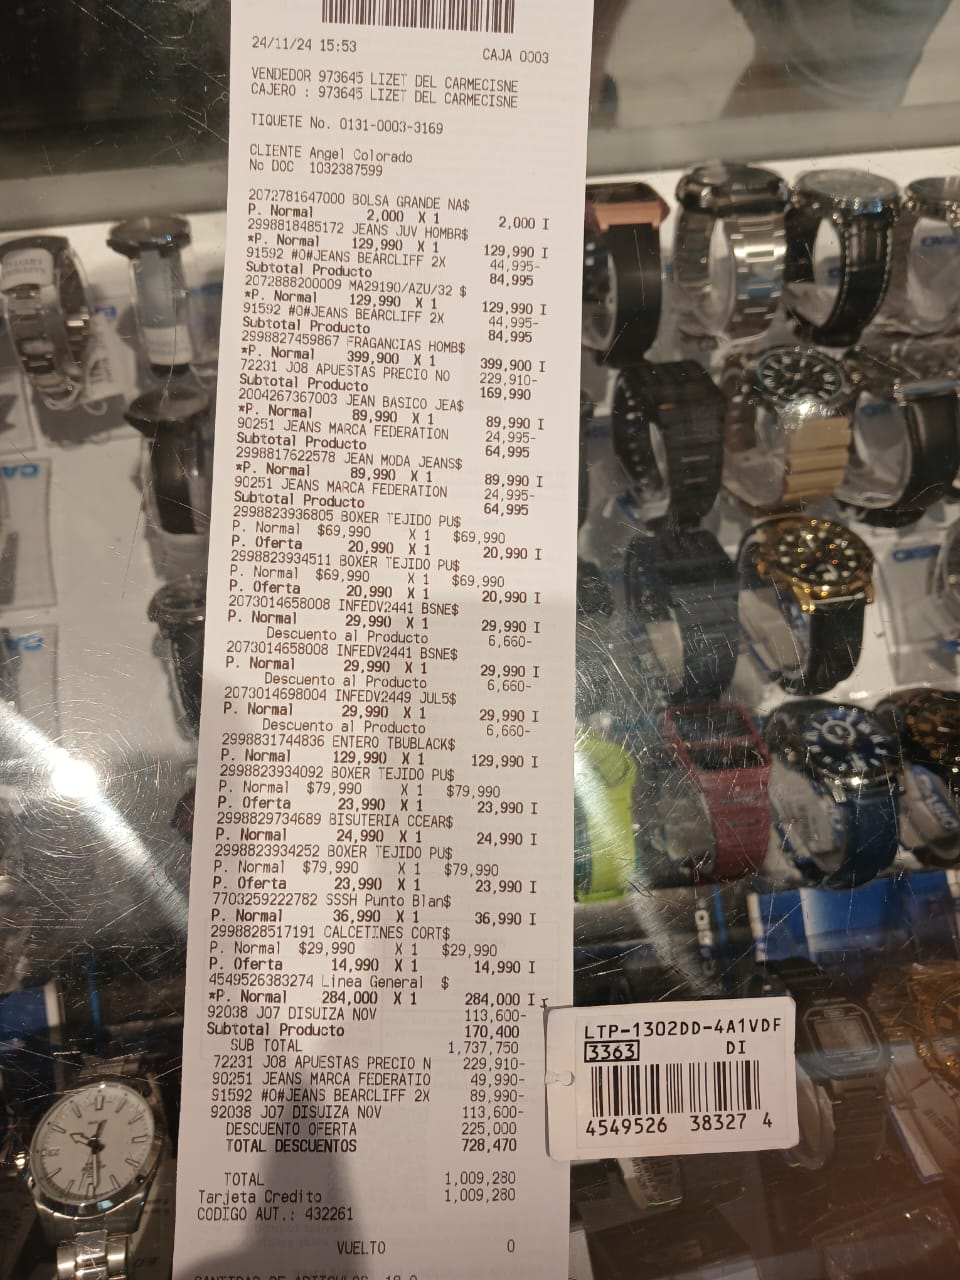 24/11/24 15:53
CAJA 0003
VENDEDOR 973645 LIZET DEL CARMECISNE
CAJERO : 973645 LIZET DEL CARMECISNE
TIQUETE No. 0131-0003-3169
CLIENTE Angel Colorado
No DOC 1032387599
2072781647000 BOLSA GRANDE NA$
P. Normal 2,000 X 1 2,000 I
2998818485172 JEANS JUV HOMBR$
*P. Normal 129,990 X 1 129,990 I
91592 #0#JEANS BEARCLIFF 2X 44,995-
Subtotal Producto 84,995
2072888200009 MA29190/AZU/32 $
*P. Normal 129,990 X 1 129,990 I
91592 #0#JEANS BEARCLIFF 2X 44,995-
Subtotal Producto 84,995
2998827459867 FRAGANCIAS HOMB$
*P. Normal 399,900 X 1 399,900 I
72231 J08 APUESTAS PRECIO NO 229,910-
Subtotal Producto 169,990
2004267367003 JEAN BASICO JEA$
*P. Normal 89,990 X 1 89,990 I
90251 JEANS MARCA FEDERATION 24,995-
Subtotal Producto 64,995
2998817622578 JEAN MODA JEANS$
*P. Normal 89,990 X 1 89,990 I
90251 JEANS MARCA FEDERATION 24,995-
Subtotal Producto 64,995
2998823936805 BOXER TEJIDO PU$
P. Normal $69,990 X 1 $69,990
P. Oferta 20,990 X 1 20,990 I
2998823934511 BOXER TEJIDO PU$
P. Normal $69,990 X 1 $69,990
P. Oferta 20,990 X 1 20,990 I
2073014658008 INFEDV2441 BSNE$
P. Normal 29,990 X 1 29,990 I
Descuento al Producto 6,660-
2073014658008 INFEDV2441 BSNE$
P. Normal 29,990 X 1 29,990 I
Descuento al Producto 6,660-
2073014698004 INFEDV2449 JUL5$
P. Normal 29,990 X 1 29,990 I
Descuento al Producto 6,660-
2998831744836 ENTERO TBUBLACK$
P. Normal 129,990 X 1 129,990 I
2998823934092 BOXER TEJIDO PU$
P. Normal $79,990 X 1 $79,990
P. Oferta 23,990 X 1 23,990 I
2998829734689 BISUTERIA CCEAR$
P. Normal 24,990 X 1 24,990 I
2998823934252 BOXER TEJIDO PU$
P. Normal $79,990 X 1 $79,990
P. Oferta 23,990 X 1 23,990 I
7703259222782 SSSH Punto Blan$
P. Normal 36,990 X 1 36,990 I
2998828517191 CALCETINES CORT$
P. Normal $29,990 X 1 $29,990
P. Oferta 14,990 X 1 14,990 I
4549526383274 Linea General $
*P. Normal 284,000 X 1 284,000 I
92038 J07 DISUIZA NOV 113,600-
Subtotal Producto 170,400
SUB TOTAL 1,737,750
72231 J08 APUESTAS PRECIO N 229,910-
90251 JEANS MARCA FEDERATIO 49,990-
91592 #0#JEANS BEARCLIFF 2X 89,990-
92038 J07 DISUIZA NOV 113,600-
DESCUENTO OFERTA 225,000
TOTAL DESCUENTOS 728,470
TOTAL 1,009,280
Tarjeta Credito 1,009,280
CODIGO AUT.: 432261
VUELTO 0
LTP-1302DD-4A1VDF
3363 DI
4549526 38327 4